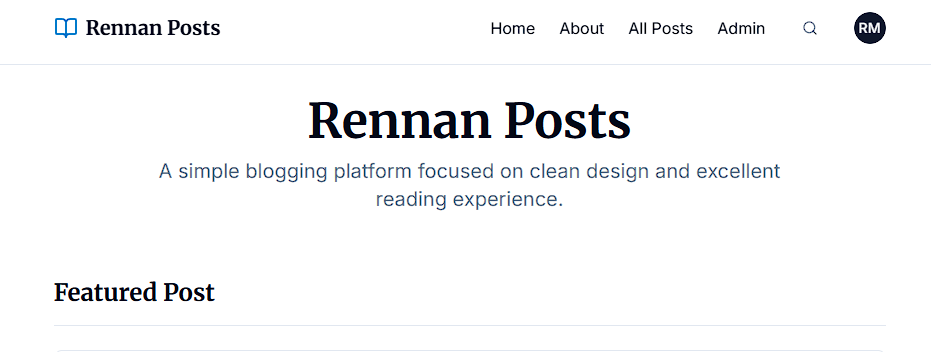 Rennan Posts
Home About All Posts Admin RM
Rennan Posts
A simple blogging platform focused on clean design and excellent
reading experience.
Featured Post